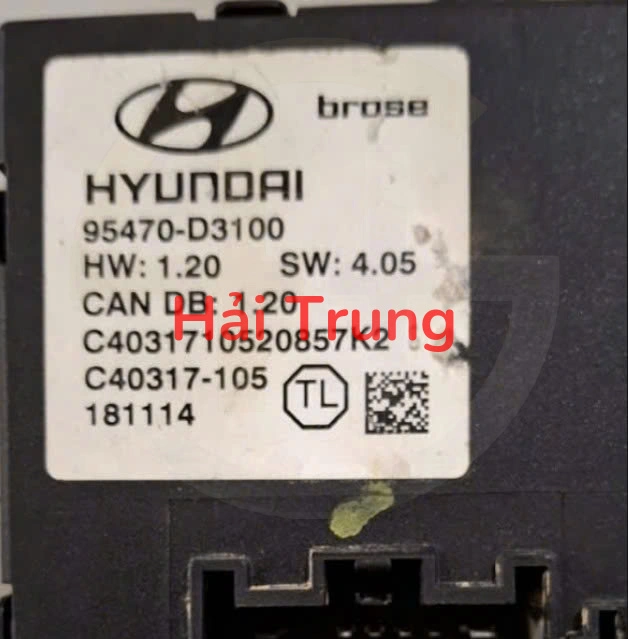 brose
HYUNDAI
95470-D3100
HW: 1.20 SW: 4.05
CAN DB: 1.20
Hải Trung
C4031710520857K2
C40317-105
TL
181114